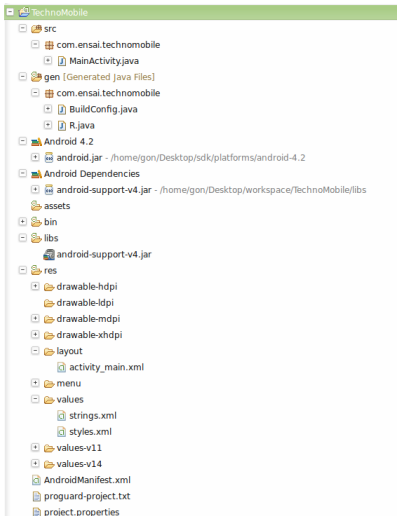 TechnoMobile
src
com.ensai.technomobile
MainActivity.java
gen [Generated Java Files]
com.ensai.technomobile
BuildConfig.java
R.java
Android 4.2
android.jar - /home/gon/Desktop/sdk/platforms/android-4.2
Android Dependencies
android-support-v4.jar - /home/gon/Desktop/workspace/TechnoMobile/libs
assets
bin
libs
android-support-v4.jar
res
drawable-hdpi
drawable-ldpi
drawable-mdpi
drawable-xhdpi
layout
activity_main.xml
menu
values
strings.xml
styles.xml
values-v11
values-v14
AndroidManifest.xml
proguard-project.txt
project.properties